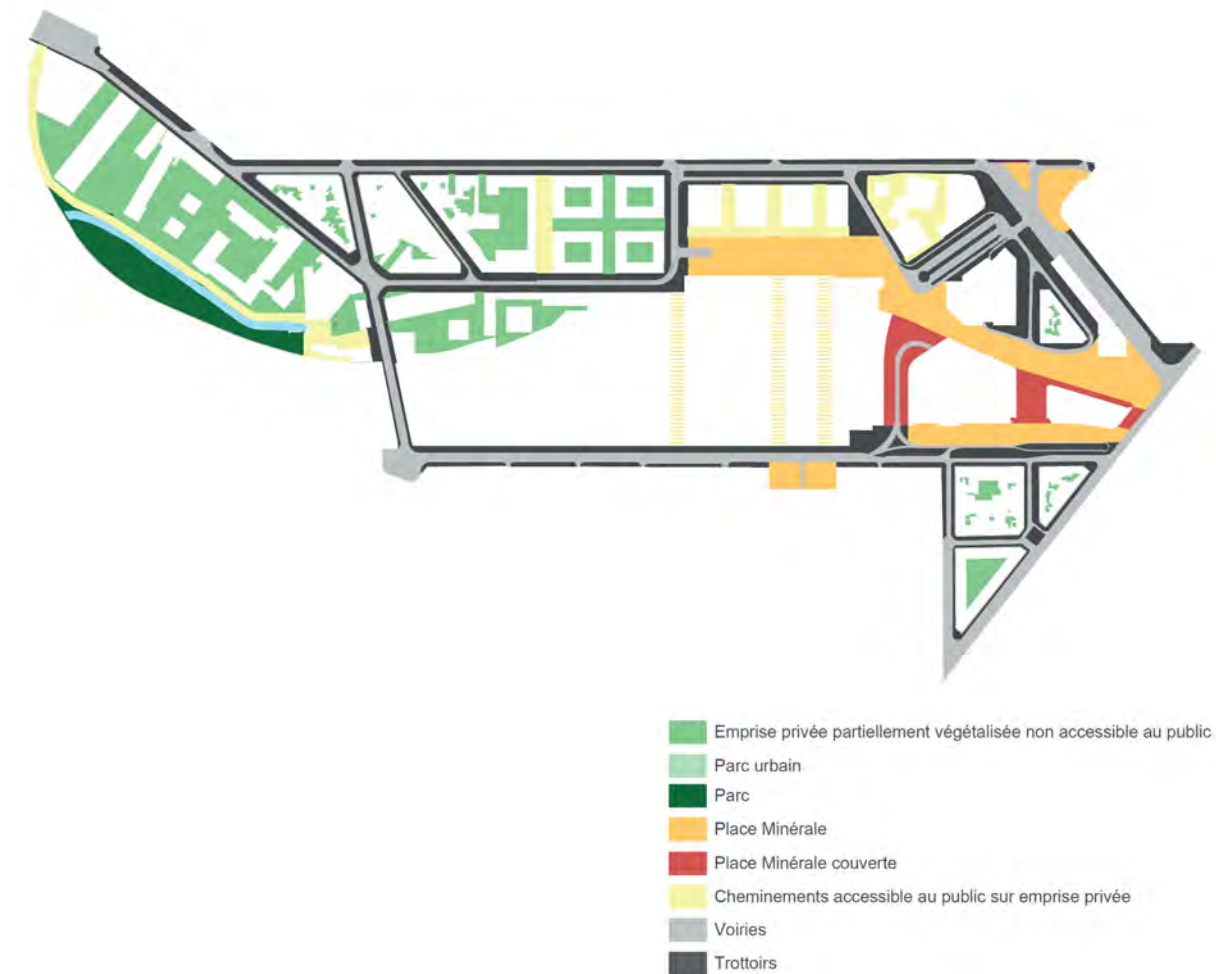 Emprise privée partiellement végétalisée non accessible au public
Parc urbain
Parc
Place Minérale
Place Minérale couverte
Cheminements accessible au public sur emprise privée
Voiries
Trottoirs